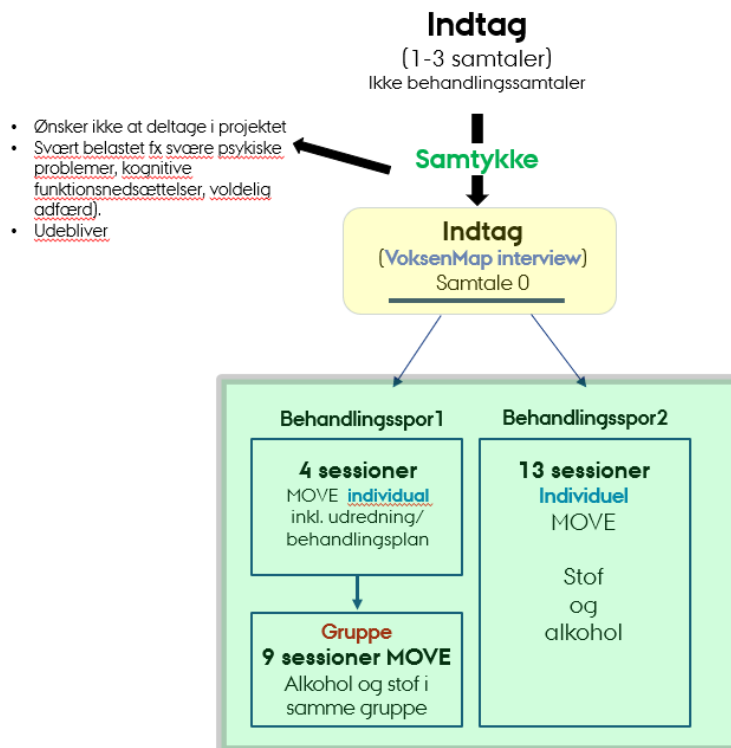 Indtag
(1-3 samtaler)
Ikke behandlingssamtaler
• Ønsker ikke at deltage i projektet
• Svært belastet fx svære psykiske
problemer, kognitive
funktionsnedsættelser, voldelig
adfærd).
• Udebliver
Samtykke
Indtag
(VoksenMap interview)
Samtale 0
Behandlingsspor1
4 sessioner
MOVE individual
inkl. udredning/
behandlingsplan
Gruppe
9 sessioner MOVE
Alkohol og stof i
samme gruppe
Behandlingsspor2
13 sessioner
Individuel
MOVE
Stof
og
alkohol